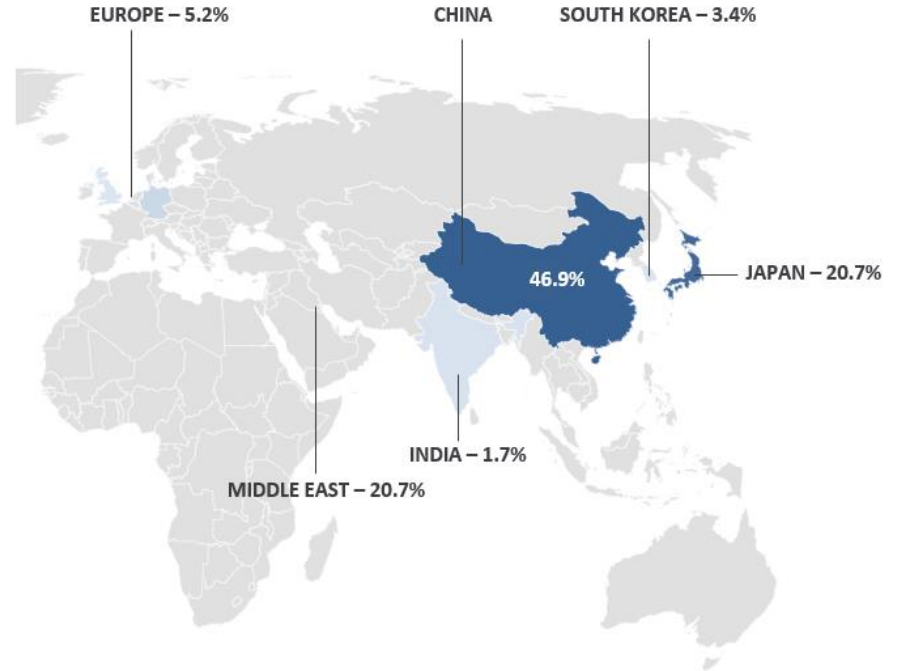 EUROPE – 5.2%
CHINA
SOUTH KOREA – 3.4%
46.9%
JAPAN – 20.7%
INDIA – 1.7%
MIDDLE EAST – 20.7%